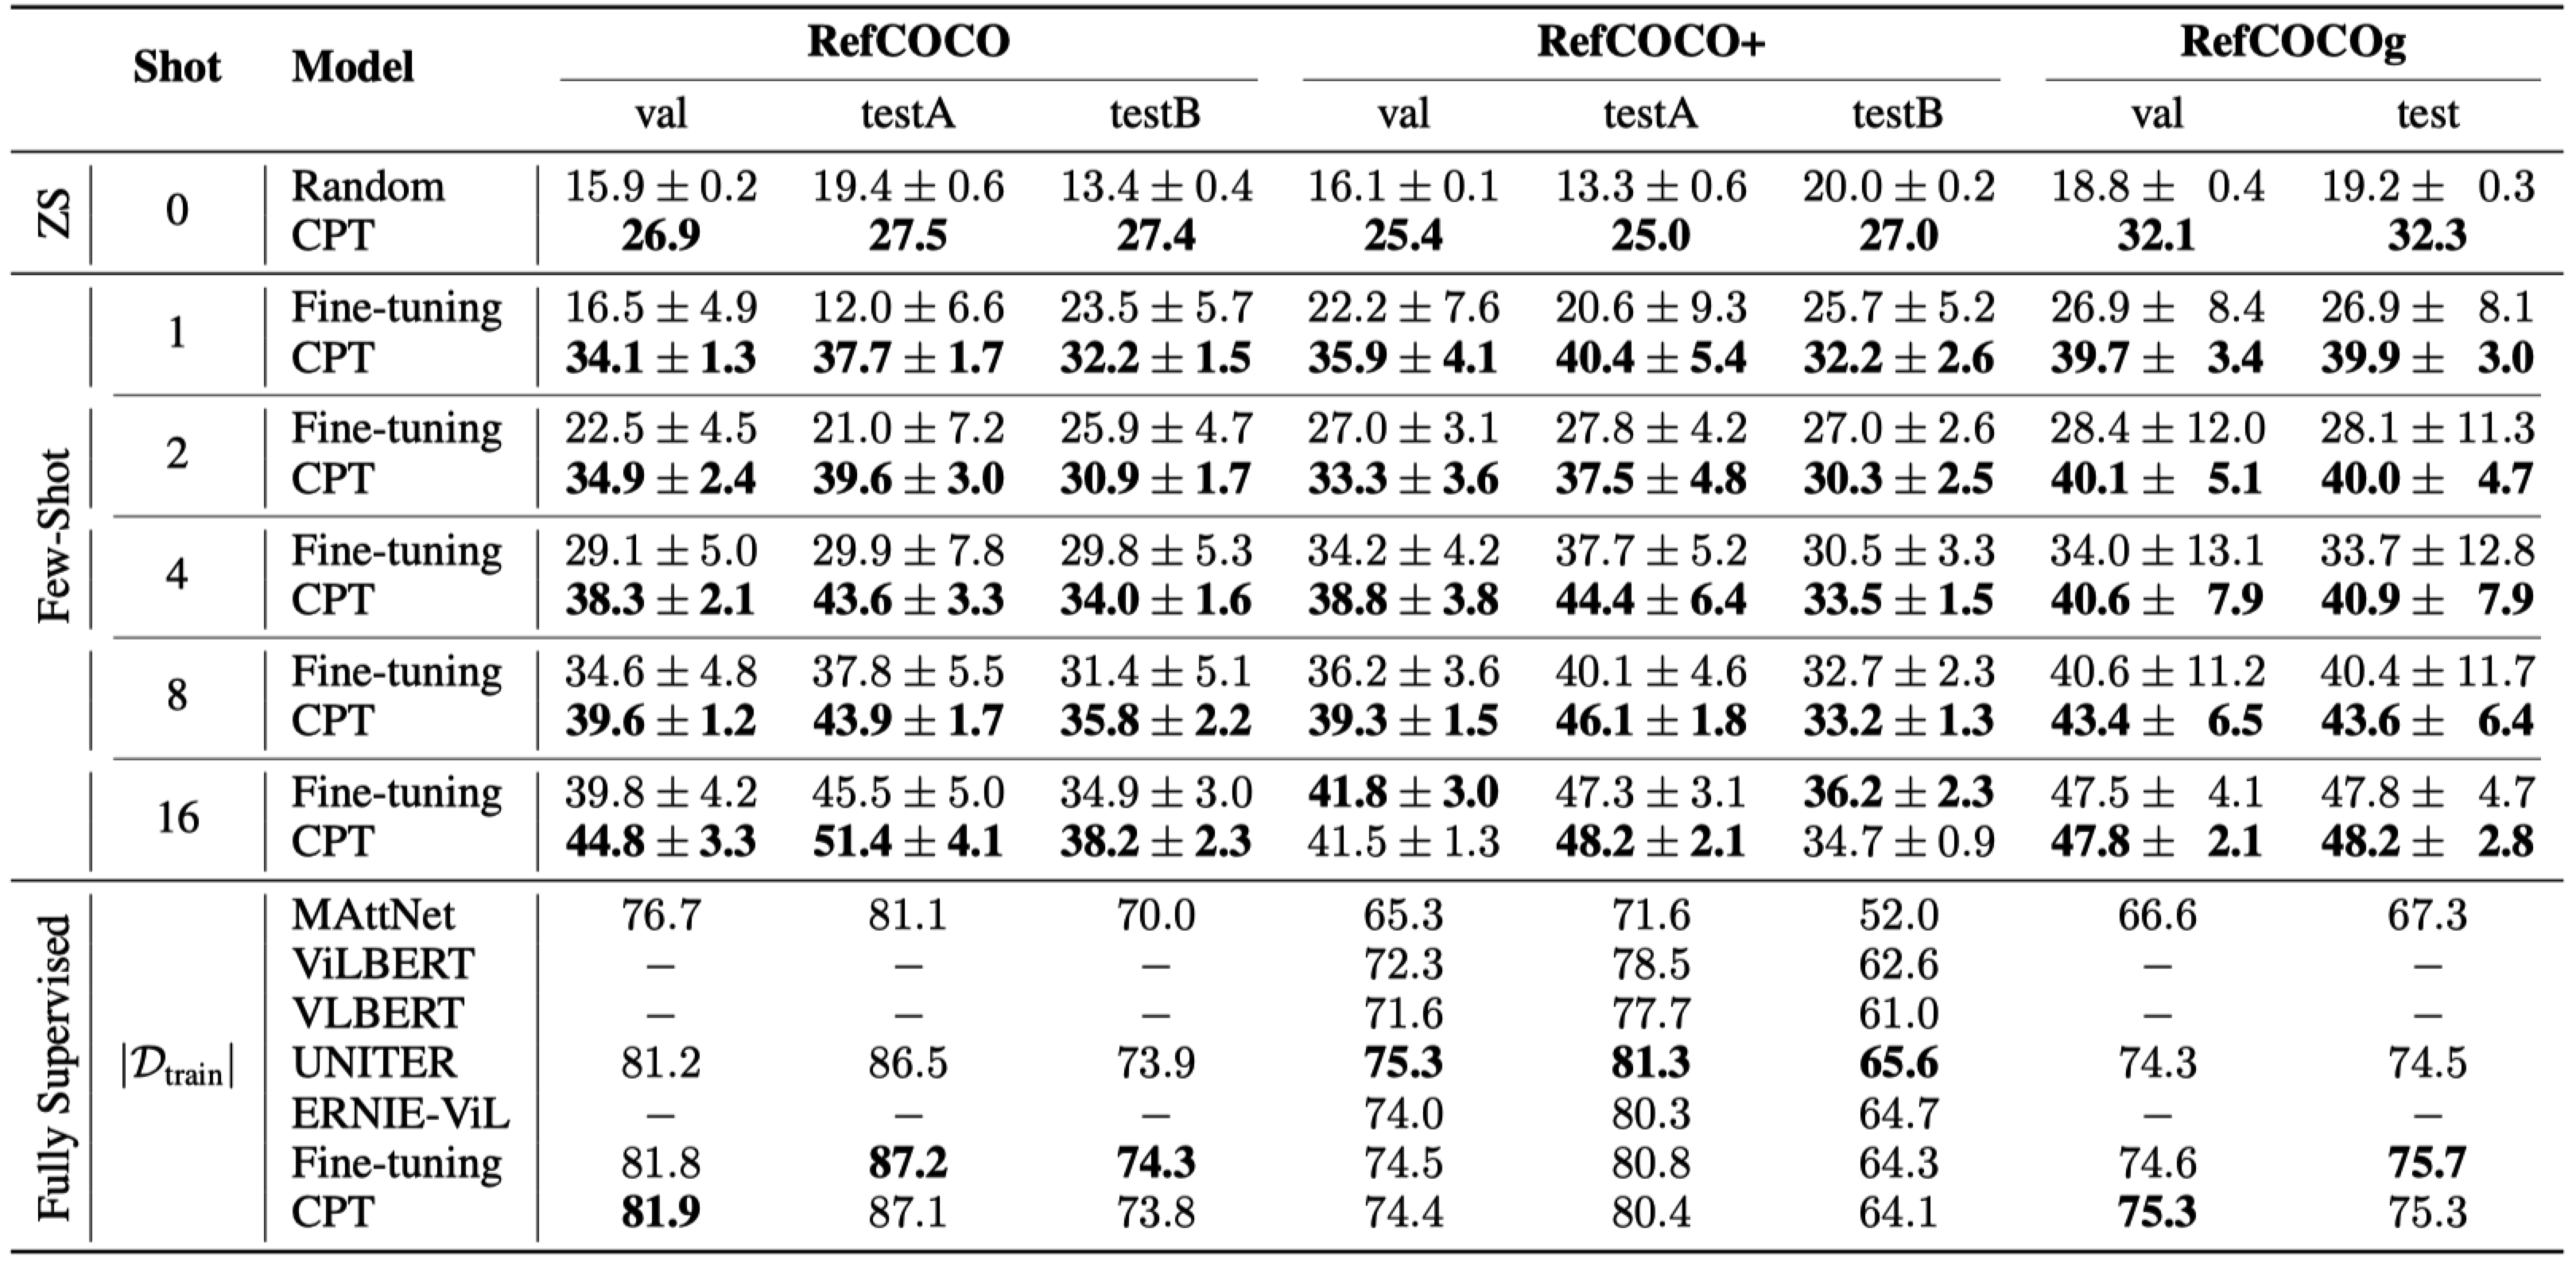 Shot Model RefCOCO RefCOCO+ RefCOCOg
val testA testB val testA testB val test
ZS 0 Random 15.9 ± 0.2 19.4 ± 0.6 13.4 ± 0.4 16.1 ± 0.1 13.3 ± 0.6 20.0 ± 0.2 18.8 ± 0.4 19.2 ± 0.3
CPT 26.9 27.5 27.4 25.4 25.0 27.0 32.1 32.3
Few-Shot
1 Fine-tuning 16.5 ± 4.9 12.0 ± 6.6 23.5 ± 5.7 22.2 ± 7.6 20.6 ± 9.3 25.7 ± 5.2 26.9 ± 8.4 26.9 ± 8.1
CPT 34.1 ± 1.3 37.7 ± 1.7 32.2 ± 1.5 35.9 ± 4.1 40.4 ± 5.4 32.2 ± 2.6 39.7 ± 3.4 39.9 ± 3.0
2 Fine-tuning 22.5 ± 4.5 21.0 ± 7.2 25.9 ± 4.7 27.0 ± 3.1 27.8 ± 4.2 27.0 ± 2.6 28.4 ± 12.0 28.1 ± 11.3
CPT 34.9 ± 2.4 39.6 ± 3.0 30.9 ± 1.7 33.3 ± 3.6 37.5 ± 4.8 30.3 ± 2.5 40.1 ± 5.1 40.0 ± 4.7
4 Fine-tuning 29.1 ± 5.0 29.9 ± 7.8 29.8 ± 5.3 34.2 ± 4.2 37.7 ± 5.2 30.5 ± 3.3 34.0 ± 13.1 33.7 ± 12.8
CPT 38.3 ± 2.1 43.6 ± 3.3 34.0 ± 1.6 38.8 ± 3.8 44.4 ± 6.4 33.5 ± 1.5 40.6 ± 7.9 40.9 ± 7.9
8 Fine-tuning 34.6 ± 4.8 37.8 ± 5.5 31.4 ± 5.1 36.2 ± 3.6 40.1 ± 4.6 32.7 ± 2.3 40.6 ± 11.2 40.4 ± 11.7
CPT 39.6 ± 1.2 43.9 ± 1.7 35.8 ± 2.2 39.3 ± 1.5 46.1 ± 1.8 33.2 ± 1.3 43.4 ± 6.5 43.6 ± 6.4
16 Fine-tuning 39.8 ± 4.2 45.5 ± 5.0 34.9 ± 3.0 41.8 ± 3.0 47.3 ± 3.1 36.2 ± 2.3 47.5 ± 4.1 47.8 ± 4.7
CPT 44.8 ± 3.3 51.4 ± 4.1 38.2 ± 2.3 41.5 ± 1.3 48.2 ± 2.1 34.7 ± 0.9 47.8 ± 2.1 48.2 ± 2.8
Fully Supervised |𝒟train|
MAttNet 76.7 81.1 70.0 65.3 71.6 52.0 66.6 67.3
ViLBERT – – – 72.3 78.5 62.6 – –
VLBERT – – – 71.6 77.7 61.0 – –
UNITER 81.2 86.5 73.9 75.3 81.3 65.6 74.3 74.5
ERNIE-ViL – – – 74.0 80.3 64.7 – –
Fine-tuning 81.8 87.2 74.3 74.5 80.8 64.3 74.6 75.7
CPT 81.9 87.1 73.8 74.4 80.4 64.1 75.3 75.3